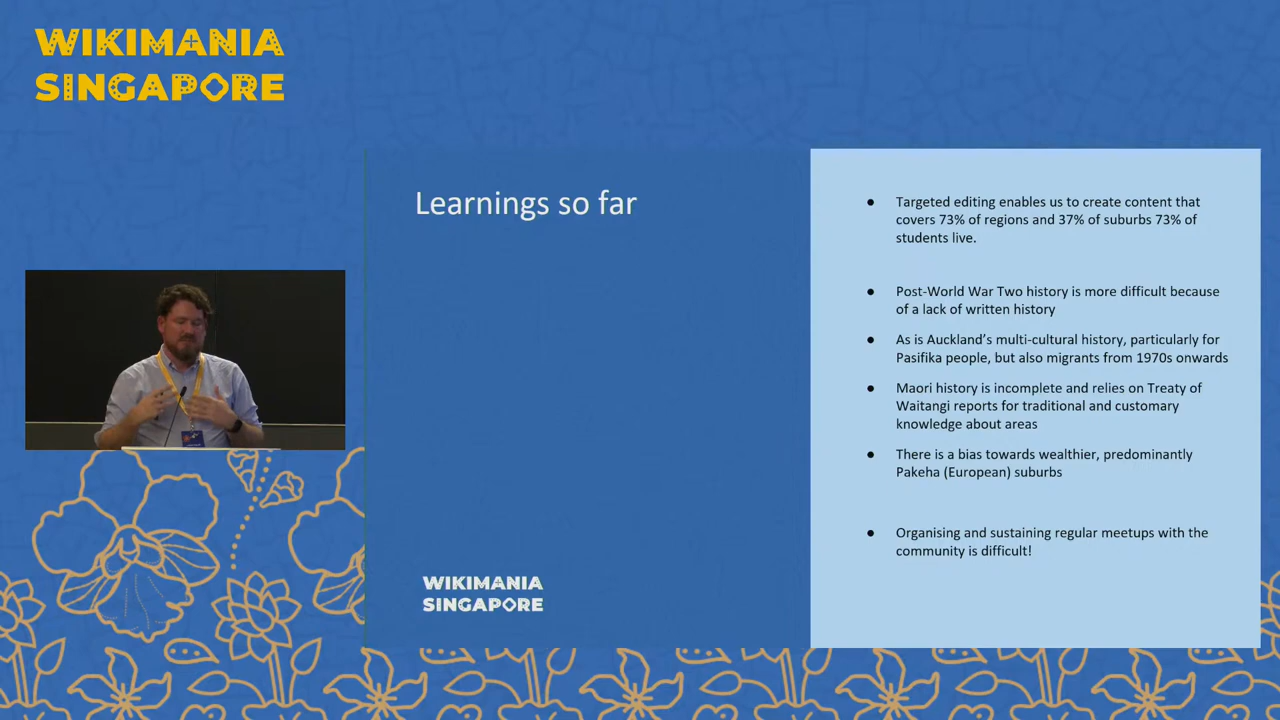 WIKIMANIA
SINGAPORE
Learnings so far
● Targeted editing enables us to create content that
covers 73% of regions and 37% of suburbs 73% of
students live.
● Post-World War Two history is more difficult because
of a lack of written history
● As is Auckland's multi-cultural history, particularly for
Pasifika people, but also migrants from 1970s onwards
● Maori history is incomplete and relies on Treaty of
Waitangi reports for traditional and customary
knowledge about areas
● There is a bias towards wealthier, predominantly
Pakeha (European) suburbs
● Organising and sustaining regular meetups with the
community is difficult!
WIKIMANIA
SINGAPORE